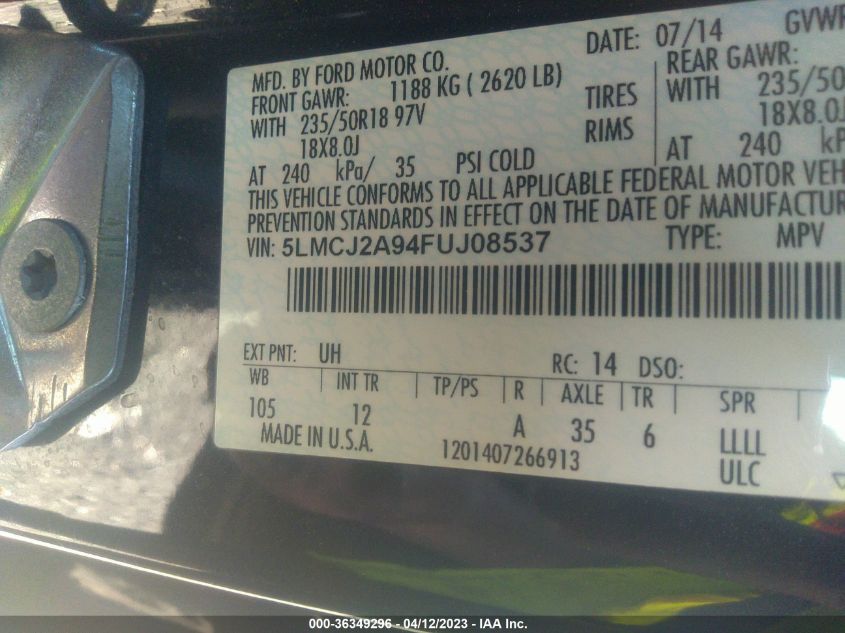 DATE: 07/14 GVWR
MFD. BY FORD MOTOR CO.
FRONT GAWR: 1188 KG ( 2620 LB)
WITH 235/50R18 97V TIRES
18X8.0J RIMS
AT 240 kPa/ 35 PSI COLD
REAR GAWR:
WITH 235/50
18X8.0J
AT 240 kP
THIS VEHICLE CONFORMS TO ALL APPLICABLE FEDERAL MOTOR VEH
PREVENTION STANDARDS IN EFFECT ON THE DATE OF MANUFACTUR
VIN: 5LMCJ2A94FUJ08537 TYPE: MPV
EXT PNT: UH RC: 14 DSO:
WB INT TR TP/PS R AXLE TR SPR
105 12 A 35 6 LLLL
MADE IN U.S.A. 1201407266913 ULC
000-36349296 - 04/12/2023 - IAA Inc.